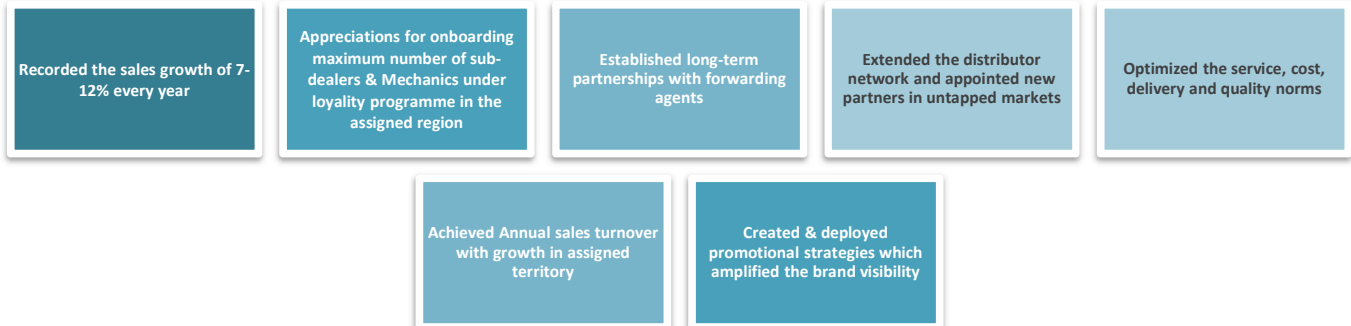 Recorded the sales growth of 7-
12% every year
Appreciations for onboarding
maximum number of sub-
dealers & Mechanics under
loyality programme in the
assigned region
Established long-term
partnerships with forwarding
agents
Extended the distributor
network and appointed new
partners in untapped markets
Optimized the service, cost,
delivery and quality norms
Achieved Annual sales turnover
with growth in assigned
territory
Created & deployed
promotional strategies which
amplified the brand visibility